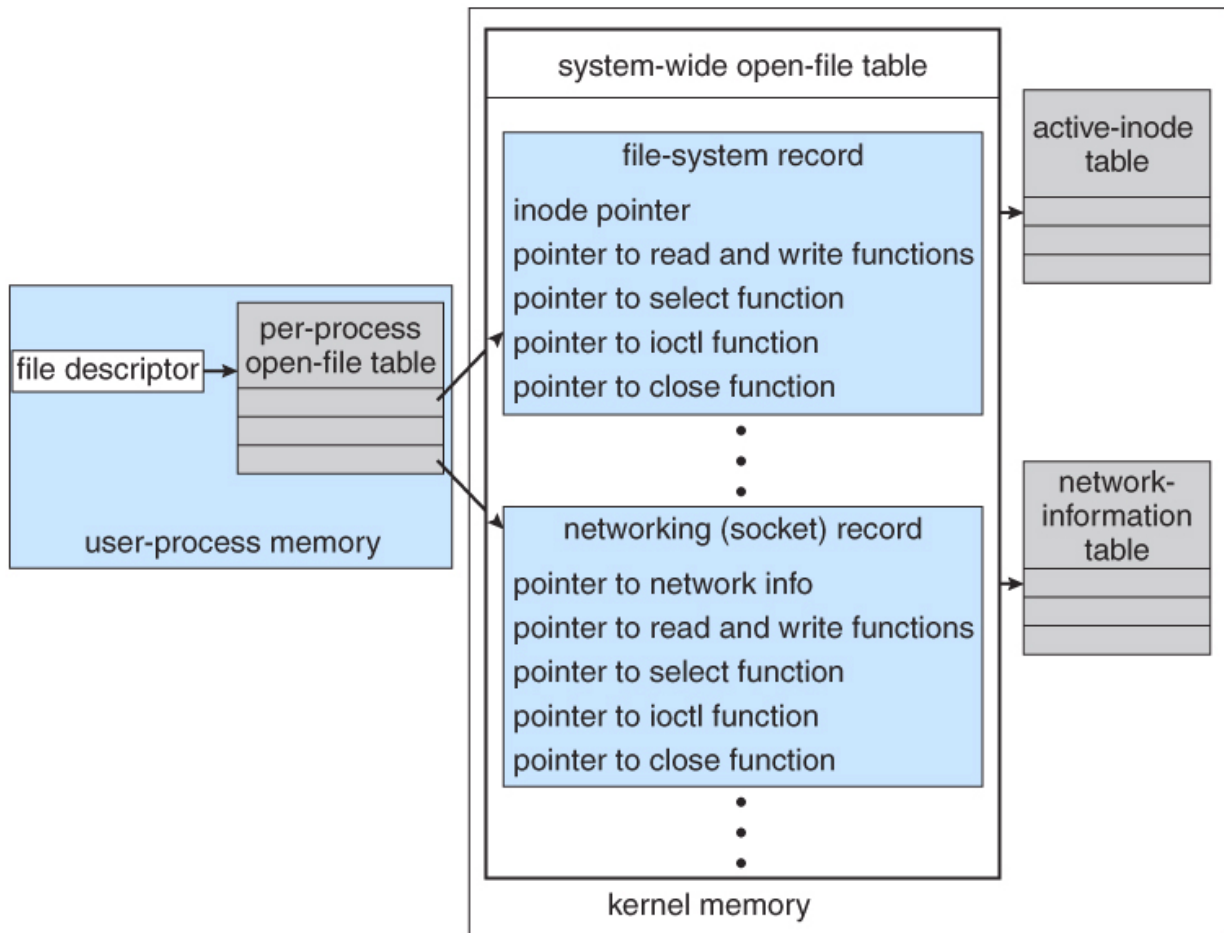 system-wide open-file table
file-system record
inode pointer
pointer to read and write functions
pointer to select function
pointer to ioctl function
pointer to close function
active-inode
table
file descriptor
per-process
open-file table
user-process memory
networking (socket) record
pointer to network info
pointer to read and write functions
pointer to select function
pointer to ioctl function
pointer to close function
network-
information
table
kernel memory